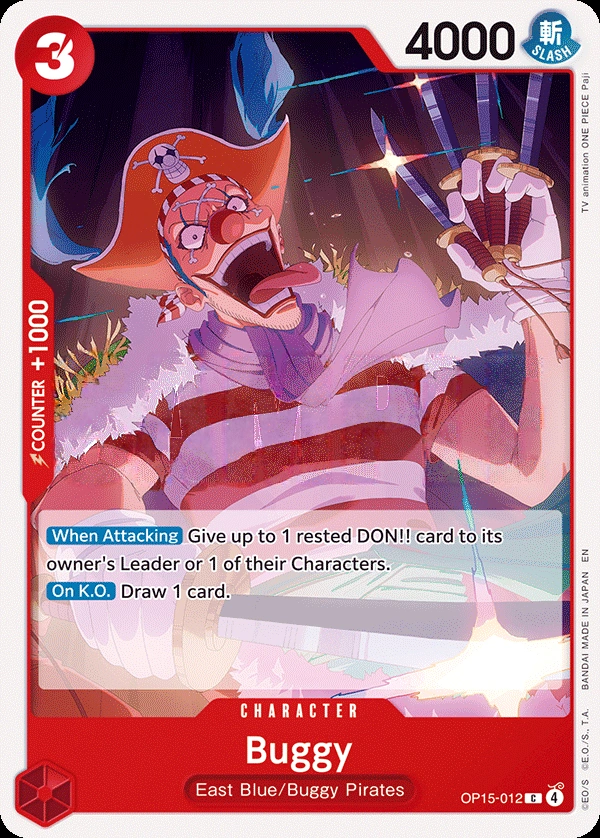 3
4000
斬
SLASH
TV animation ONE PIECE Paji
COUNTER +1000
When Attacking Give up to 1 rested DON!! card to its
owner's Leader or 1 of their Characters.
On K.O. Draw 1 card.
CHARACTER
Buggy
East Blue/Buggy Pirates
OP15-012 C 4
©EO/S ©E.O./S., T.A. BANDAI MADE IN JAPAN EN